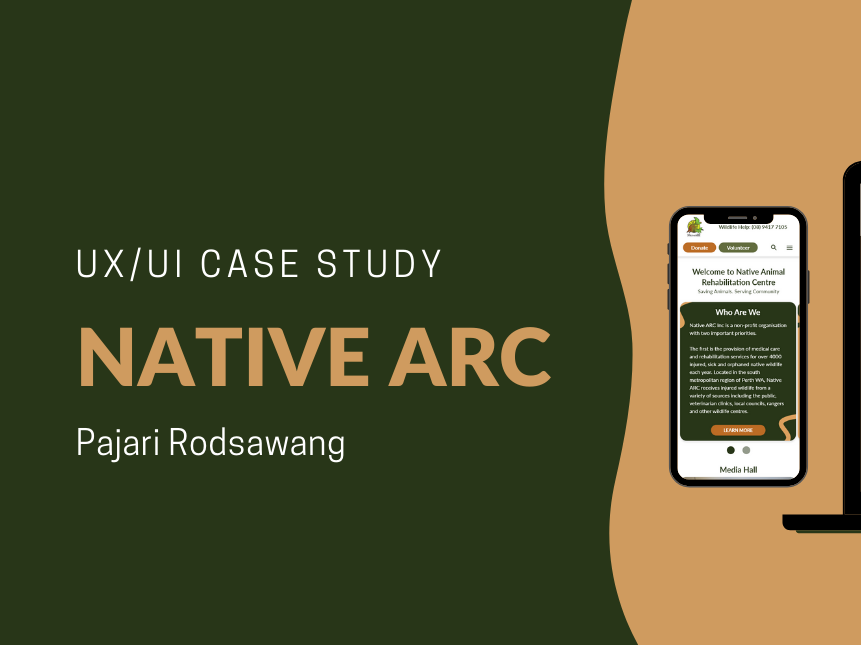 UX/UI CASE STUDY
NATIVE ARC
Pajari Rodsawang
Wildlife Help: (08) 9417 7105
Donate
Volunteer
Welcome to Native Animal
Rehabilitation Centre
Saving Animals. Serving Community
Who Are We
Native ARC Inc is a non-profit organisation
with two important priorities.
The first is the provision of medical care
and rehabilitation services for over 4000
injured, sick and orphaned native wildlife
each year. Located in the south
metropolitan region of Perth WA, Native
ARC receives injured wildlife from a
variety of sources including the public,
veterinarian clinics, local councils, rangers
and other wildlife centres.
LEARN MORE
Media Hall